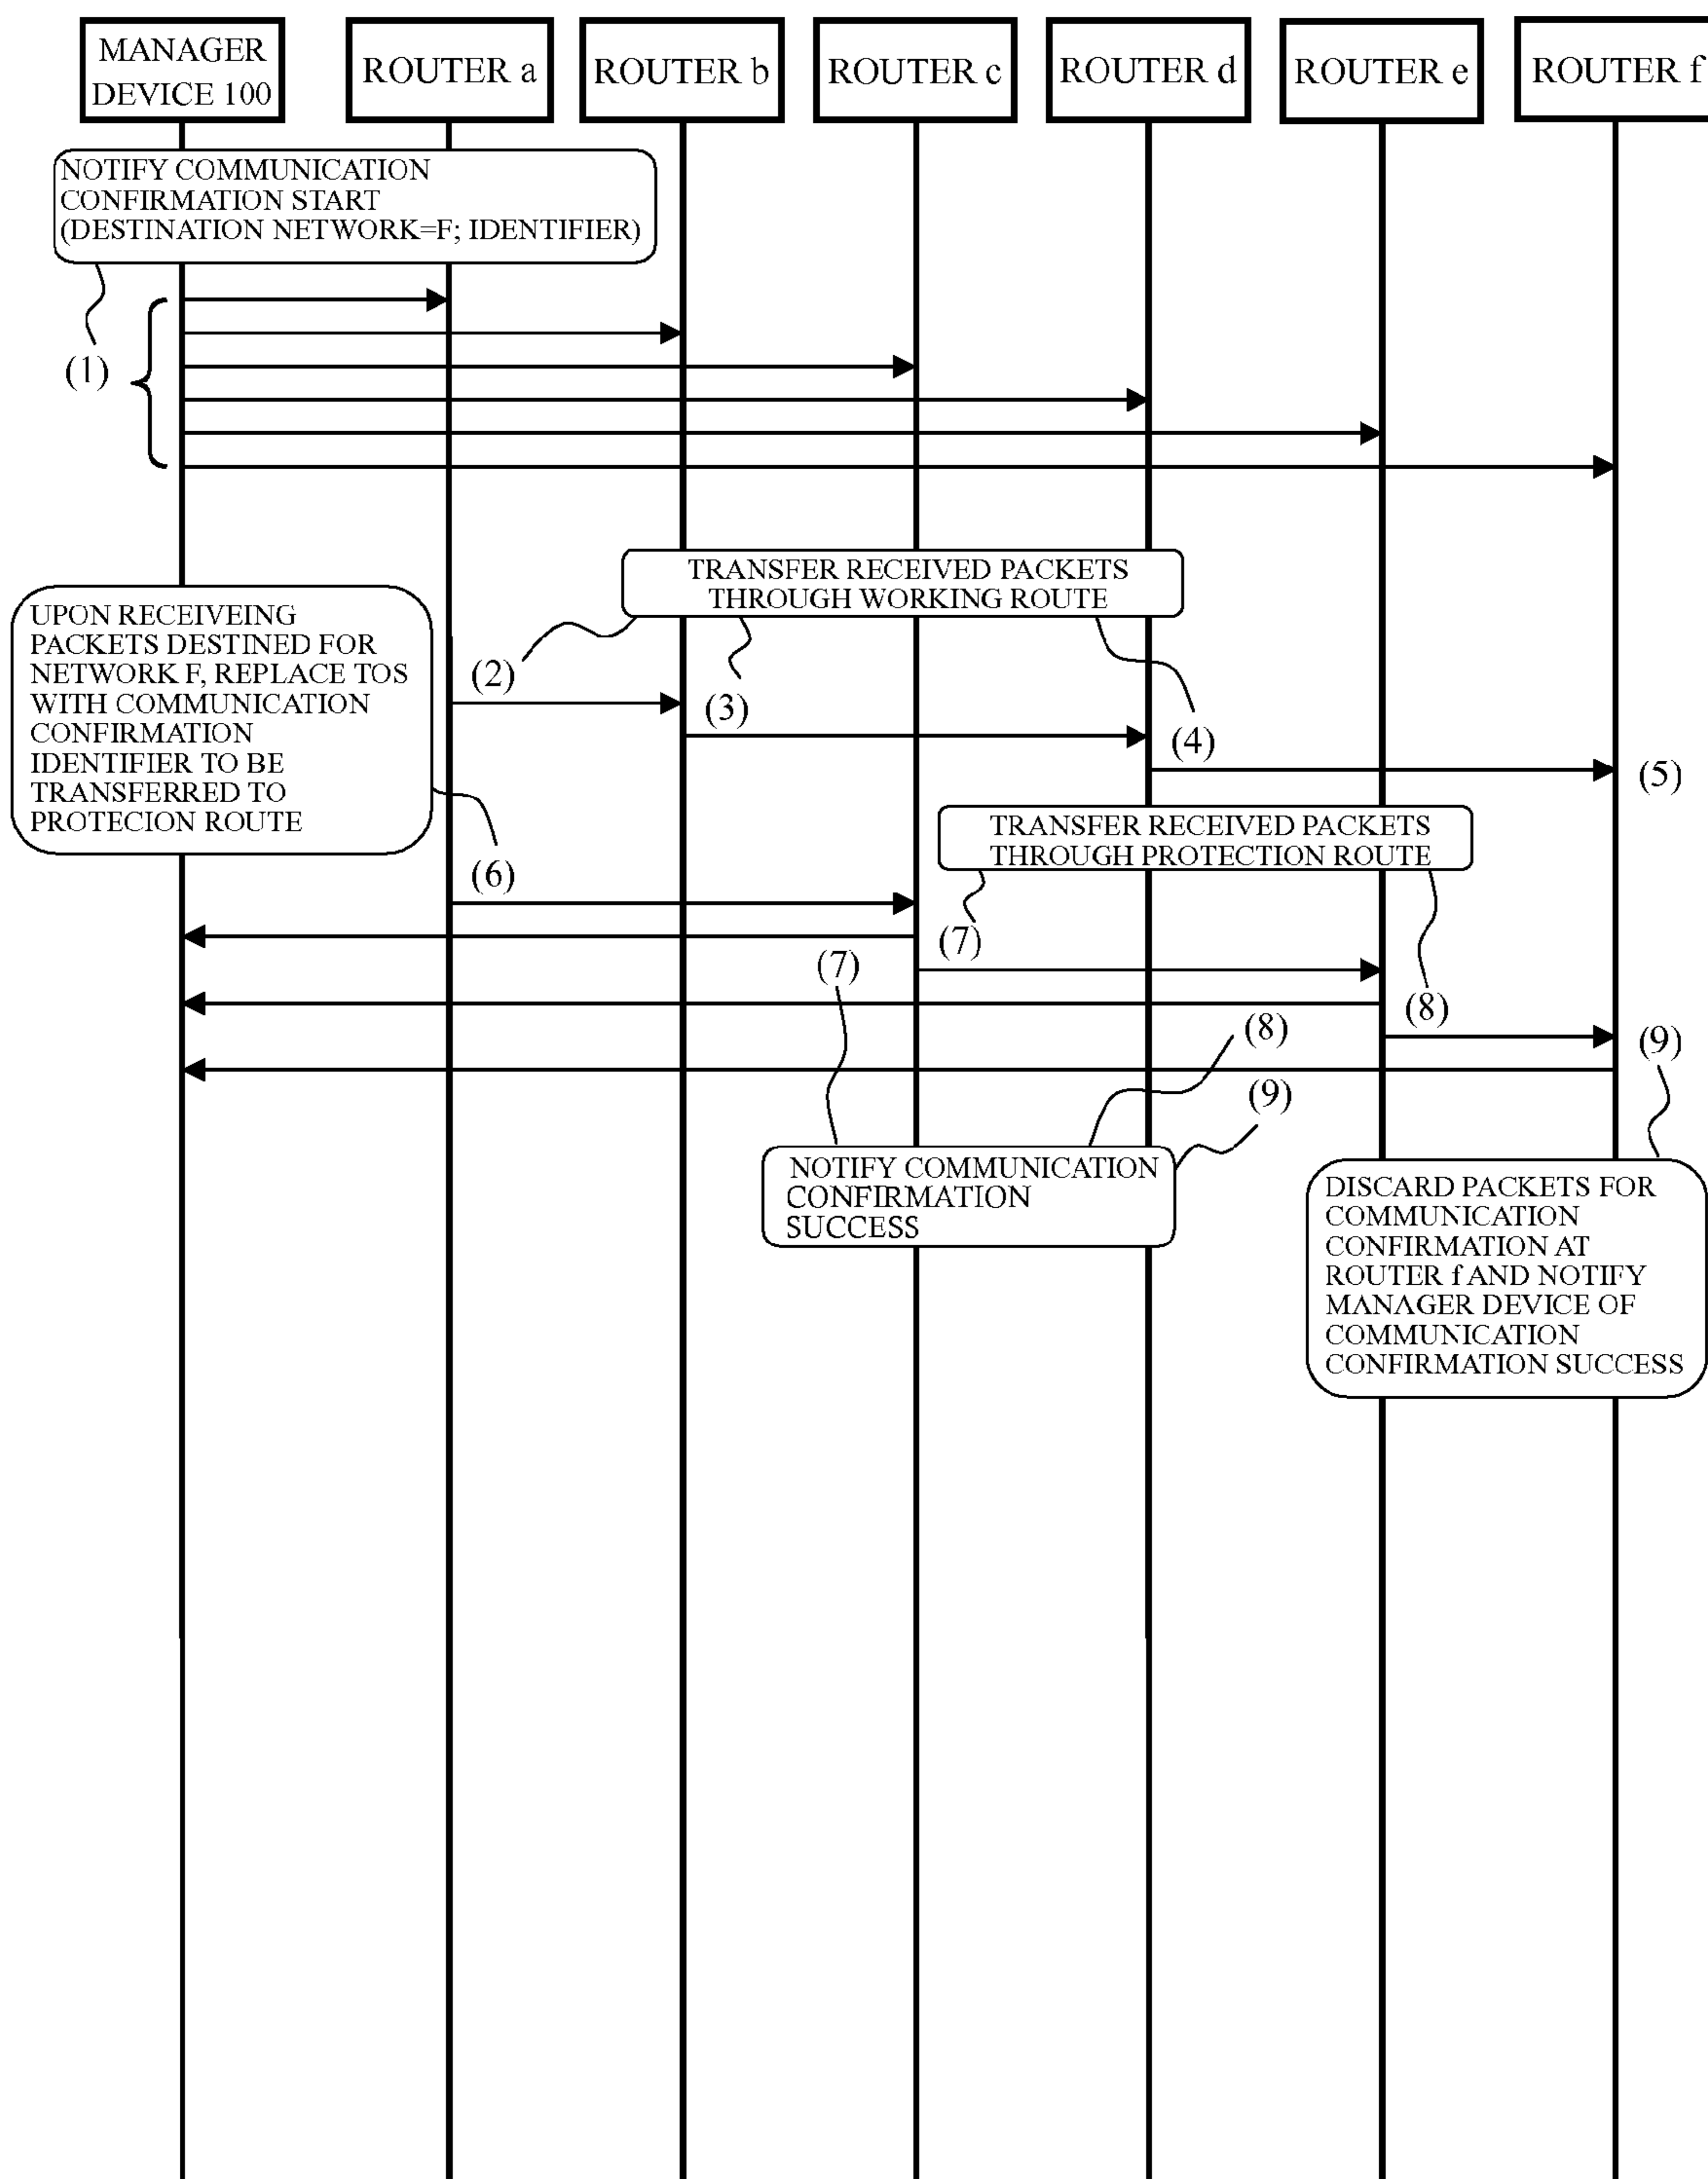 MANAGER
DEVICE 100
ROUTER a
ROUTER b
ROUTER c
ROUTER d
ROUTER e
ROUTER f
NOTIFY COMMUNICATION
CONFIRMATION START
(DESTINATION NETWORK=F; IDENTIFIER)
(1)
TRANSFER RECEIVED PACKETS
THROUGH WORKING ROUTE
UPON RECEIVEING
PACKETS DESTINED FOR
NETWORK F, REPLACE TOS
WITH COMMUNICATION
CONFIRMATION
IDENTIFIER TO BE
TRANSFERRED TO
PROTECION ROUTE
(2)
(3)
(4)
(5)
TRANSFER RECEIVED PACKETS
THROUGH PROTECTION ROUTE
(6)
(7)
(7)
(8)
(8)
(9)
(9)
NOTIFY COMMUNICATION
CONFIRMATION
SUCCESS
DISCARD PACKETS FOR
COMMUNICATION
CONFIRMATION AT
ROUTER f AND NOTIFY
MANAGER DEVICE OF
COMMUNICATION
CONFIRMATION SUCCESS